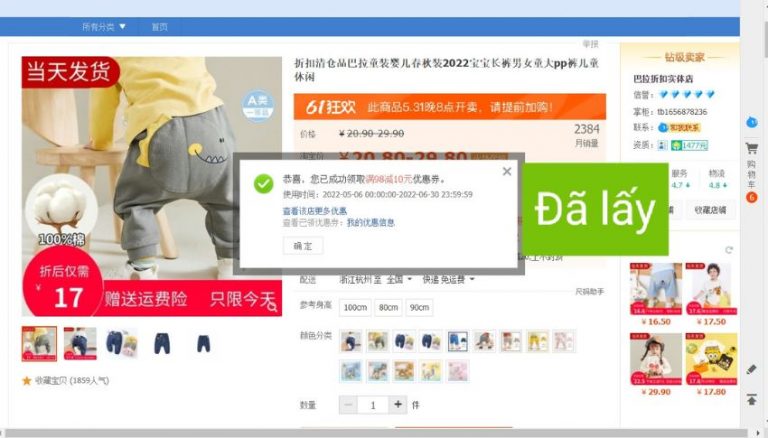 所有分类 ▼ 首页
举报
当天发货
A类
一等品
100%棉
折后仅需
¥ 17
赠送运费险 只限今天
收藏宝贝 (1859人气)
折扣清仓品巴拉童装婴儿春秋装2022宝宝长裤男女童大pp裤儿童
休闲
61狂欢 此商品5.31晚8点开卖，请提前加购！
价格 ¥ 20.90-29.90
2384
月销量
20.80-29.80
恭喜，您已成功领取满98减10元优惠券。
使用时间：2022-05-06 00:00:00-2022-06-30 23:59:59
查看该店更多优惠
查看已领优惠券：我的优惠信息
确 定
Đã lấy
配送 浙江杭州 至 全国 快递 免运费
尺码助手
参考身高 100cm 80cm 90cm
颜色分类
数量 — 1 + 件
钻级卖家
巴拉折扣实体店
信誉：
掌柜：tb1656878236
联系：和我联系
资质：1477元
服务 物流
4.7 4.8
收藏店铺
¥ 16.50 ¥ 17.50
¥ 29.90 ¥ 17.80
购物车
6